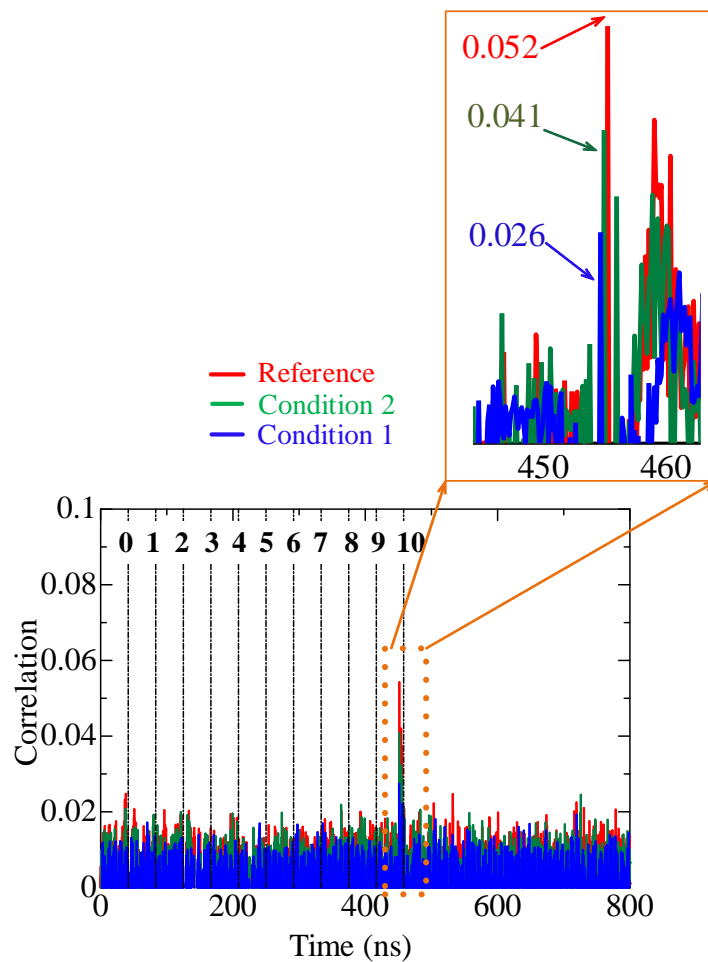 0.052
0.041
0.026
Reference
Condition 2
Condition 1
450 460
0.1
0 1 2 3 4 5 6 7 8 9 10
0.08
0.06
0.04
0.02
0
Correlation
0 200 400 600 800
Time (ns)